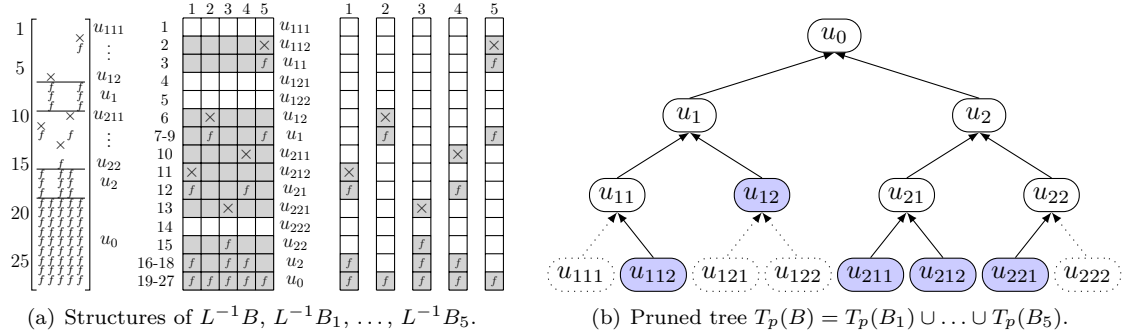 1 2 3 4 5 1 2 3 4 5
1 u₁₁₁ 1 u₁₁₁
× 2 × u₁₁₂ ×
f ⋮ 3 f u₁₁ f
5 4 u₁₂₁
× u₁₂ 5 u₁₂₂
f f u₁ 6 × u₁₂ ×
f f
f f
10 × u₂₁₁ 7-9 f f u₁ f f
× 10 × u₂₁₁ ×
f f ⋮ 11 × u₂₁₂ ×
× 12 f f u₂₁ f f
15 f u₂₂ 13 × u₂₂₁ ×
f f f u₂ 14 u₂₂₂
f f f
f f f
20 f f f f f 15 f u₂₂ f
f f f f f
f f f f f
f f f f f u₀ 16-18 f f f f u₂ f f f
f f f f f
25 f f f f f 19-27 f f f f f u₀ f f f f f
f f f f f
f f f f f
f f f f f
(a) Structures of L⁻¹B, L⁻¹B₁, …, L⁻¹B₅.
u₀
u₁ u₂
u₁₁ u₁₂ u₂₁ u₂₂
u₁₁₁ u₁₁₂ u₁₂₁ u₁₂₂ u₂₁₁ u₂₁₂ u₂₂₁ u₂₂₂
(b) Pruned tree Tₚ(B) = Tₚ(B₁) ∪ … ∪ Tₚ(B₅).